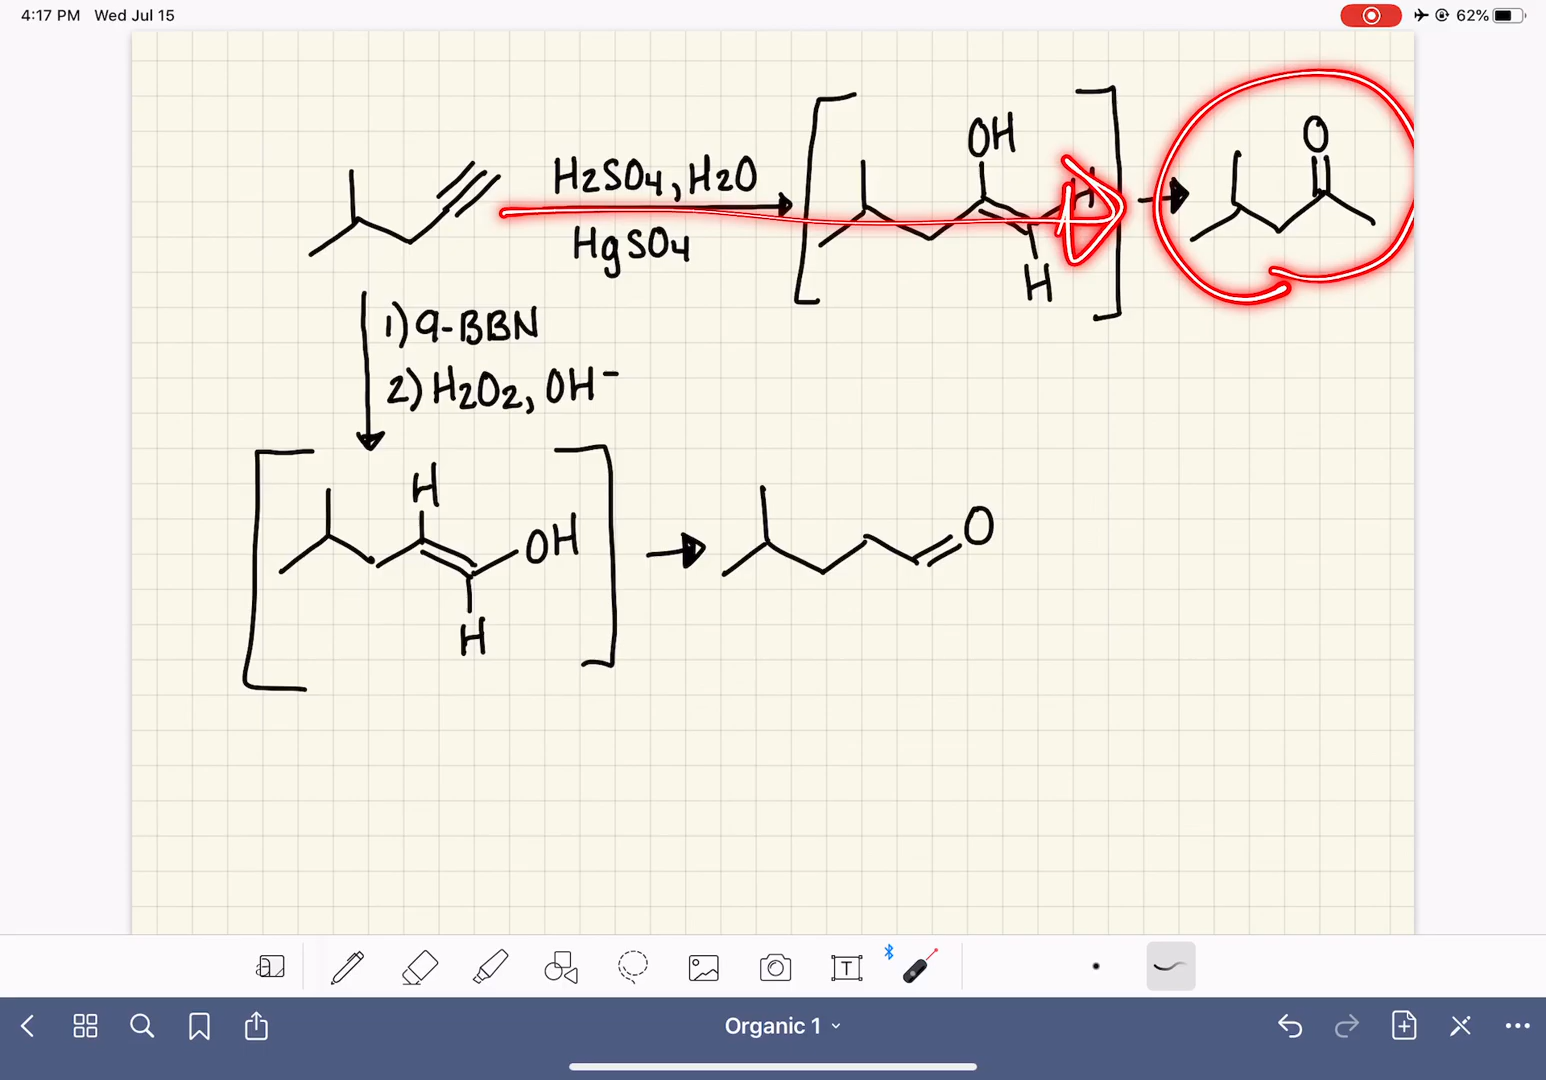 4:17 PM Wed Jul 15
62%
OH
O
H2SO4, H2O
H
HgSO4
H
1) 9-BBN
2) H2O2, OH⁻
H
OH
O
H
T
Organic 1